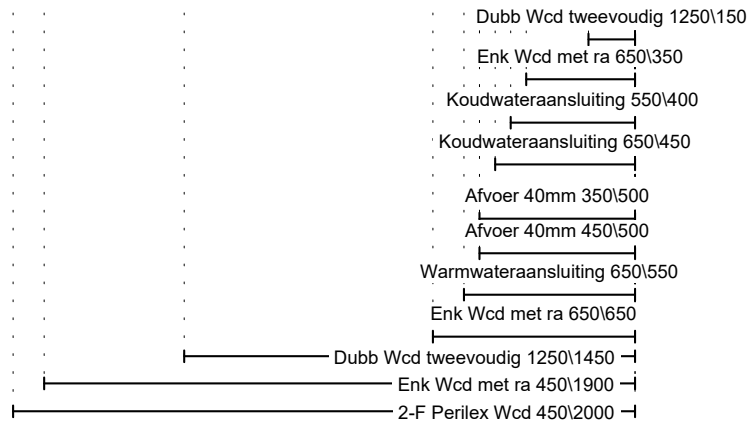 Dubb Wcd tweevoudig 1250\150
Enk Wcd met ra 650\350
Koudwateraansluiting 550\400
Koudwateraansluiting 650\450
Afvoer 40mm 350\500
Afvoer 40mm 450\500
Warmwateraansluiting 650\550
Enk Wcd met ra 650\650
Dubb Wcd tweevoudig 1250\1450
Enk Wcd met ra 450\1900
2-F Perilex Wcd 450\2000